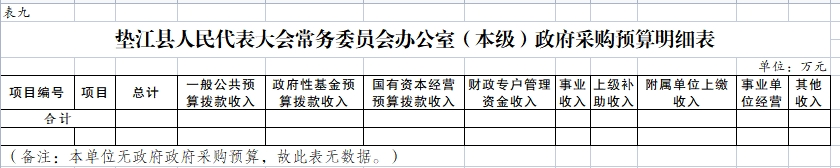 表九
垫江县人民代表大会常务委员会办公室（本级）政府采购预算明细表
单位：万元
项目编号 项目 总计 一般公共预算拨款收入 政府性基金预算拨款收入 国有资本经营预算拨款收入 财政专户管理资金收入 事业收入 上级补助收入 附属单位上缴收入 事业单位经营 其他收入
合计
（备注：本单位无政府政府采购预算，故此表无数据。）